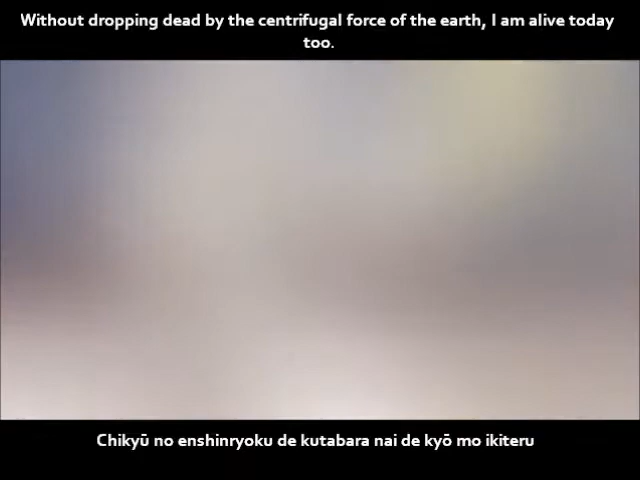 Without dropping dead by the centrifugal force of the earth, I am alive today
too.
Chikyū no enshinryoku de kutabara nai de kyō mo ikiteru